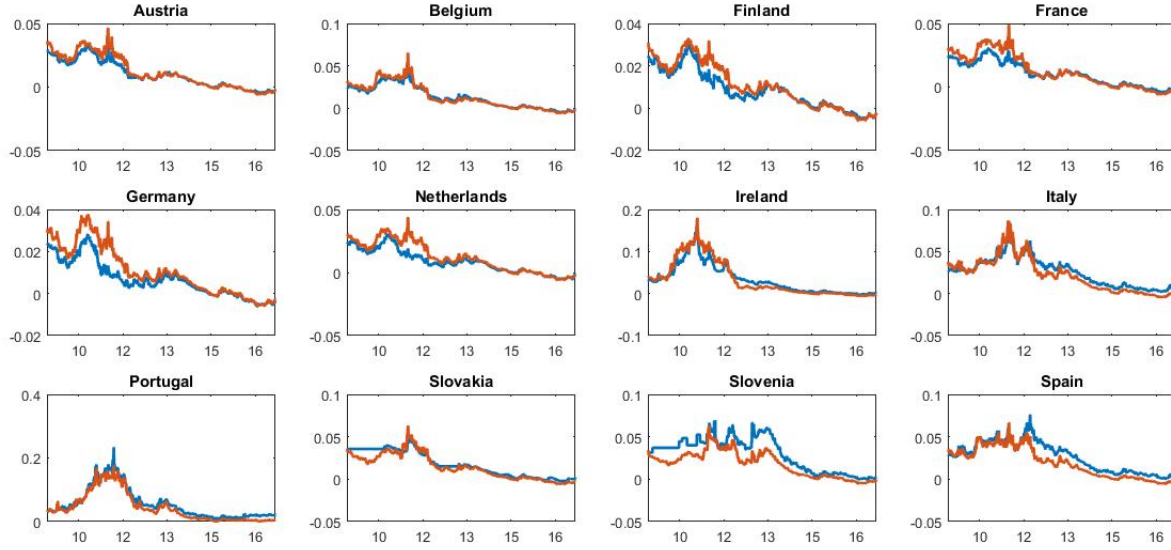 Austria Belgium Finland France
0.05 0.1 0.04 0.05
0.05 0.02
0 0 0 0
-0.05 -0.05 -0.02 -0.05
10 12 13 15 16 10 12 13 15 16 10 12 13 15 16 10 12 13 15 16
Germany Netherlands Ireland Italy
0.04 0.05 0.2 0.1
0.02 0.1 0.05
0 0 0 0
-0.02 -0.05 -0.1 -0.05
10 12 13 15 16 10 12 13 15 16 10 12 13 15 16 10 12 13 15 16
Portugal Slovakia Slovenia Spain
0.4 0.1 0.1 0.1
0.2 0.05 0.05 0.05
0 0 0
0 -0.05 -0.05 -0.05
10 12 13 15 16 10 12 13 15 16 10 12 13 15 16 10 12 13 15 16